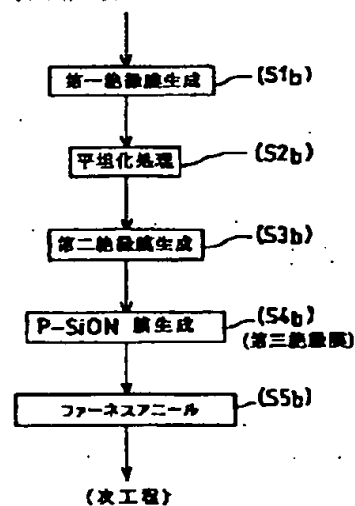 第一絶縁膜生成 (S1b)
平坦化処理 (S2b)
第二絶縁膜生成 (S3b)
P-SiON 膜生成 (S4b)
(第三絶縁膜)
ファーネスアニール (S5b)
(次工程)